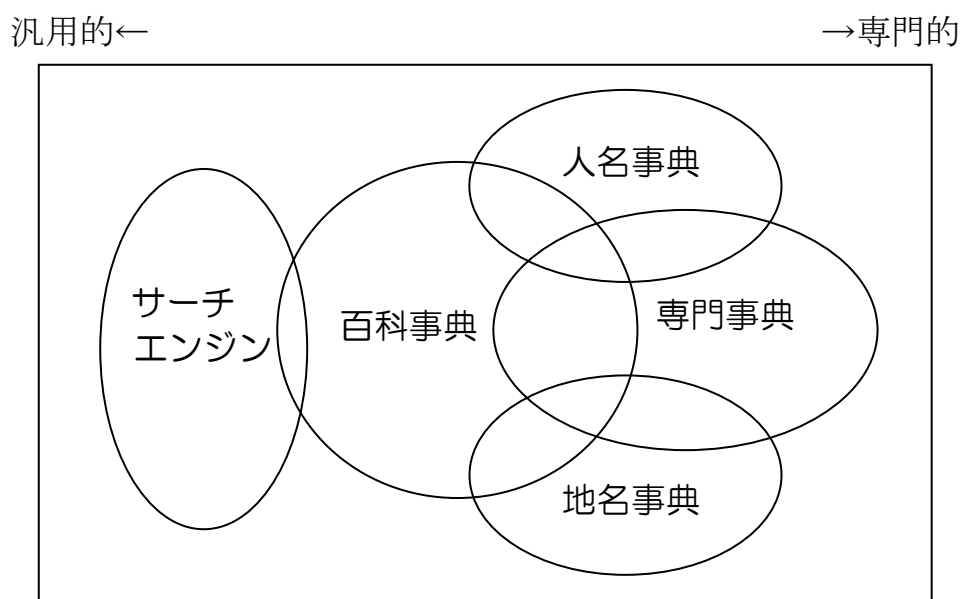 汎用的← →専門的
人名事典
サーチ
エンジン
百科事典
専門事典
地名事典